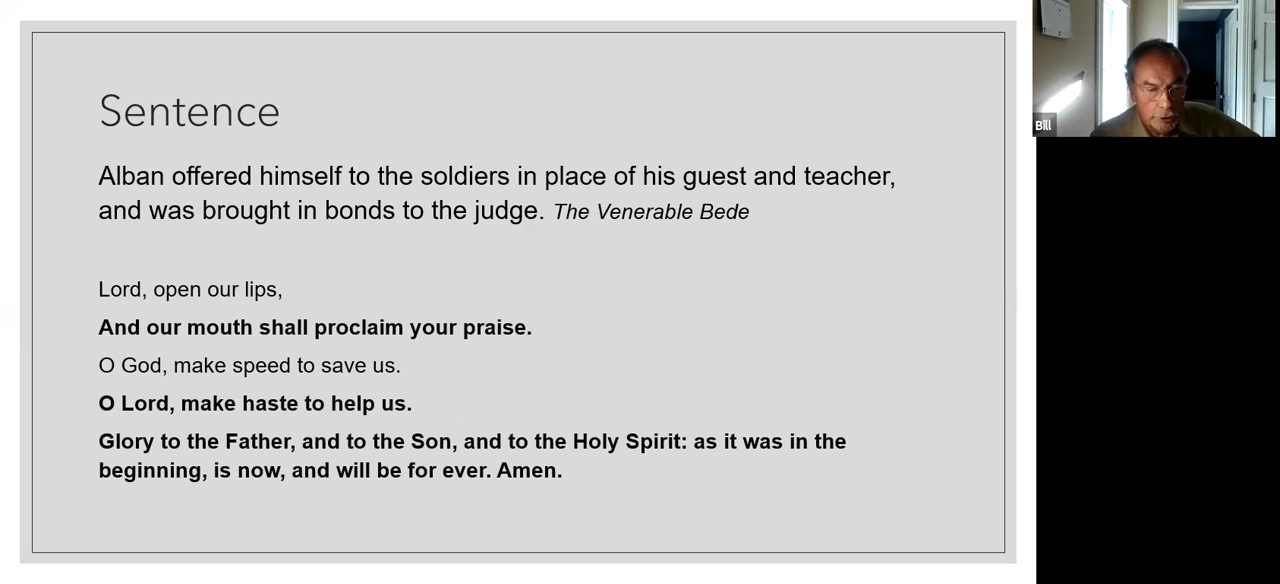 Sentence
Alban offered himself to the soldiers in place of his guest and teacher,
and was brought in bonds to the judge. The Venerable Bede
Lord, open our lips,
And our mouth shall proclaim your praise.
O God, make speed to save us.
O Lord, make haste to help us.
Glory to the Father, and to the Son, and to the Holy Spirit: as it was in the
beginning, is now, and will be for ever. Amen.
Bill